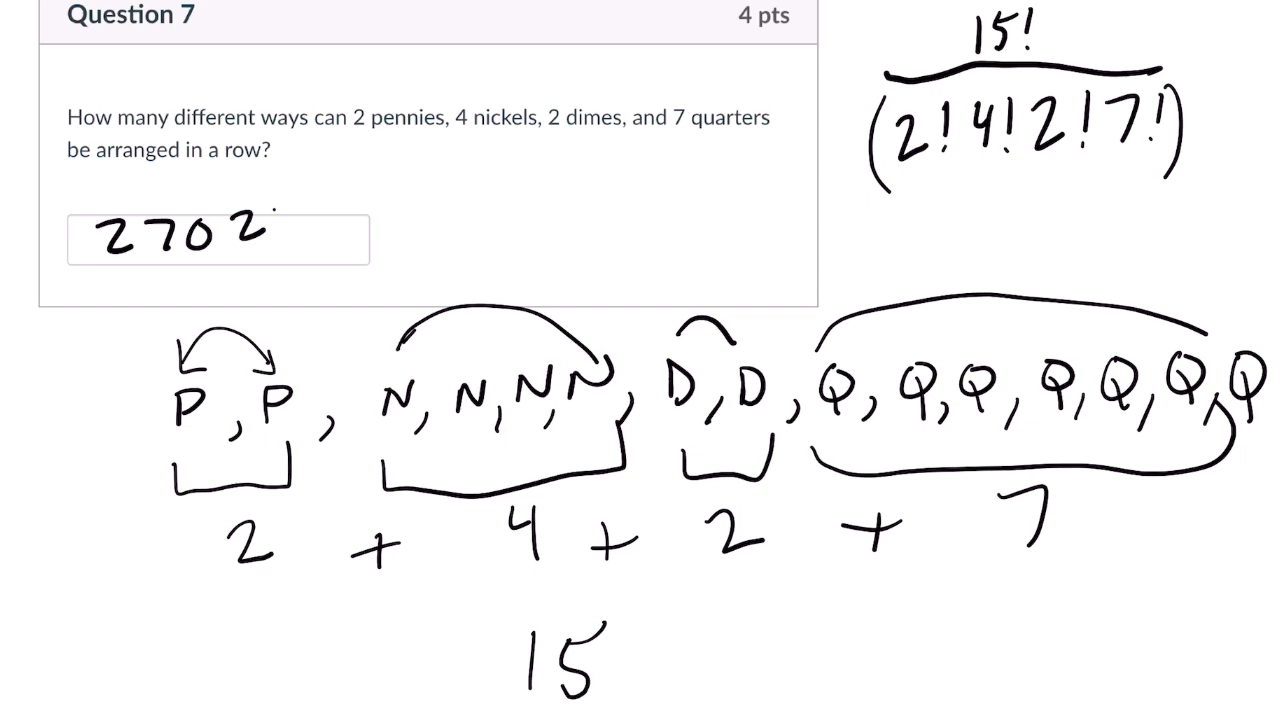 Question 7 4 pts
15!
(2!4!2!7!)
How many different ways can 2 pennies, 4 nickels, 2 dimes, and 7 quarters
be arranged in a row?
2702
P, P, N, N, N, N, D, D, Q, Q, Q, Q, Q, Q, Q
2 + 4 + 2 + 7
15